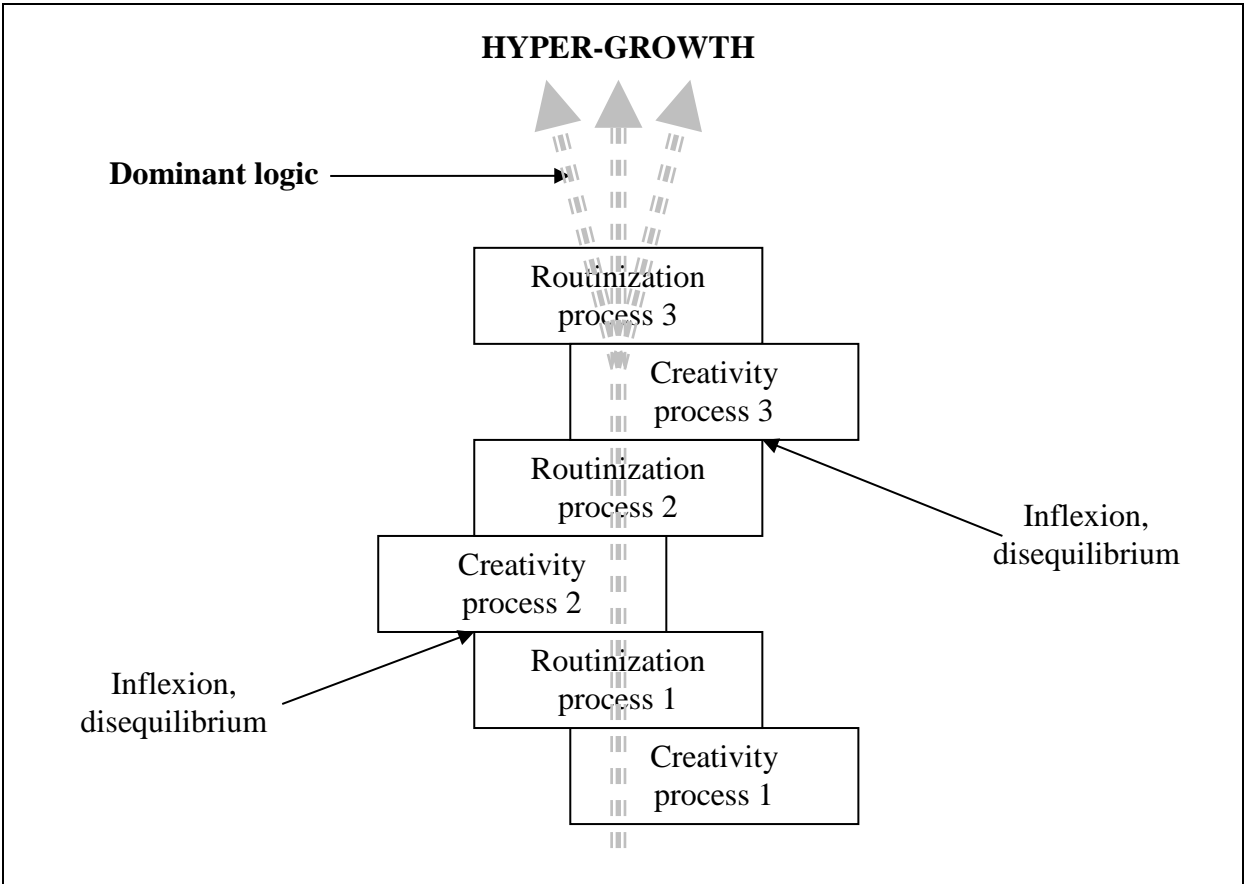 HYPER-GROWTH
Dominant logic
Routinization
process 3
Creativity
process 3
Routinization
process 2
Inflexion,
disequilibrium
Creativity
process 2
Routinization
process 1
Inflexion,
disequilibrium
Creativity
process 1